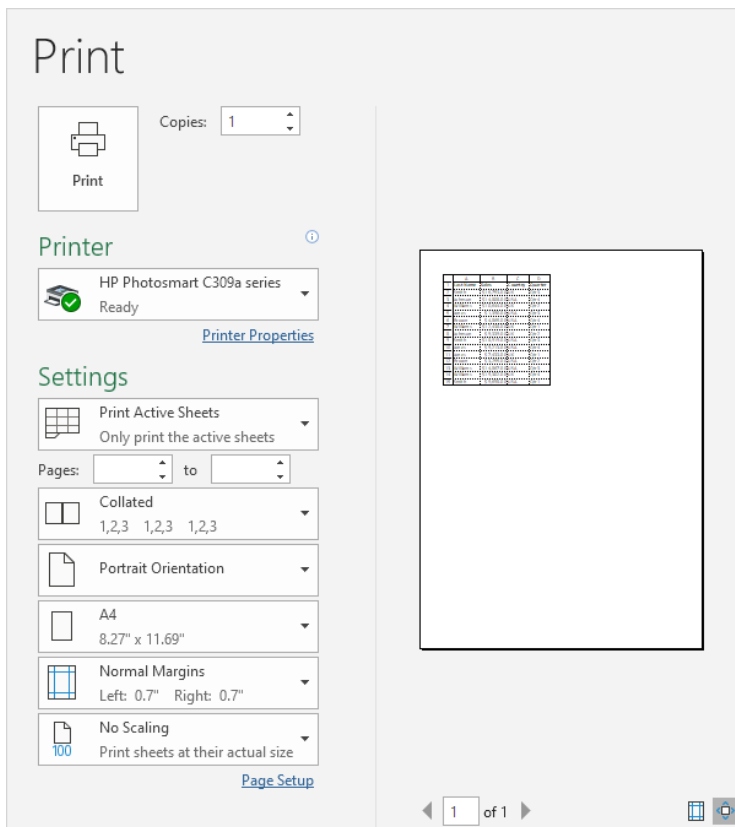 Print
Copies: 1
Print
Printer
HP Photosmart C309a series
Ready
Printer Properties
Settings
Print Active Sheets
Only print the active sheets
Pages: to
Collated
1,2,3 1,2,3 1,2,3
Portrait Orientation
A4
8.27" x 11.69"
Normal Margins
Left: 0.7" Right: 0.7"
No Scaling
100
Print sheets at their actual size
Page Setup
1 of 1